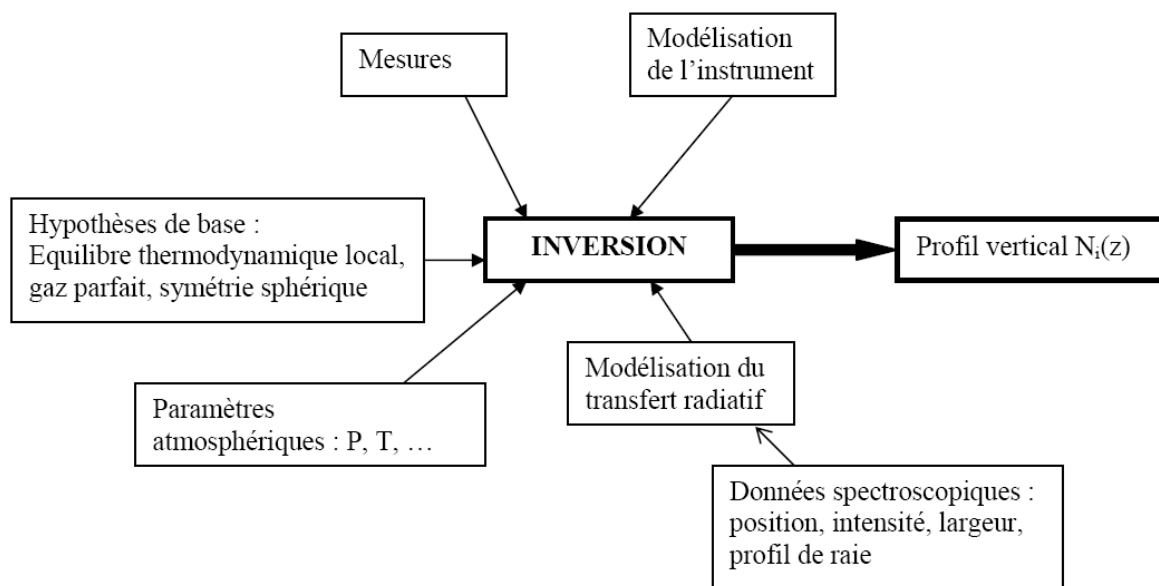 Mesures
Modélisation
de l’instrument
Hypothèses de base :
Equilibre thermodynamique local,
gaz parfait, symétrie sphérique
INVERSION
Profil vertical Nᵢ(z)
Paramètres
atmosphériques : P, T, …
Modélisation du
transfert radiatif
Données spectroscopiques :
position, intensité, largeur,
profil de raie